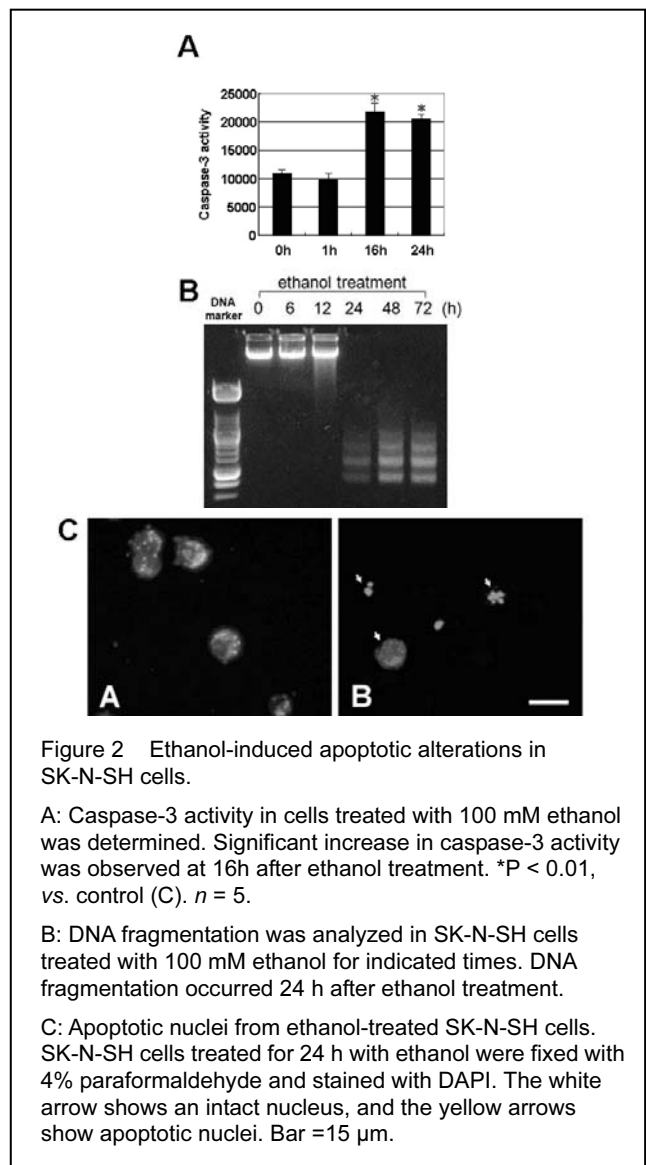 A
25000
20000
15000
10000
5000
0
Caspase-3 activity
*
*
0h 1h 16h 24h
B
ethanol treatment
DNA marker 0 6 12 24 48 72 (h)
C
A
B
Figure 2 Ethanol-induced apoptotic alterations in
SK-N-SH cells.
A: Caspase-3 activity in cells treated with 100 mM ethanol
was determined. Significant increase in caspase-3 activity
was observed at 16h after ethanol treatment. *P < 0.01,
vs. control (C). n = 5.
B: DNA fragmentation was analyzed in SK-N-SH cells
treated with 100 mM ethanol for indicated times. DNA
fragmentation occurred 24 h after ethanol treatment.
C: Apoptotic nuclei from ethanol-treated SK-N-SH cells.
SK-N-SH cells treated for 24 h with ethanol were fixed with
4% paraformaldehyde and stained with DAPI. The white
arrow shows an intact nucleus, and the yellow arrows
show apoptotic nuclei. Bar =15 µm.